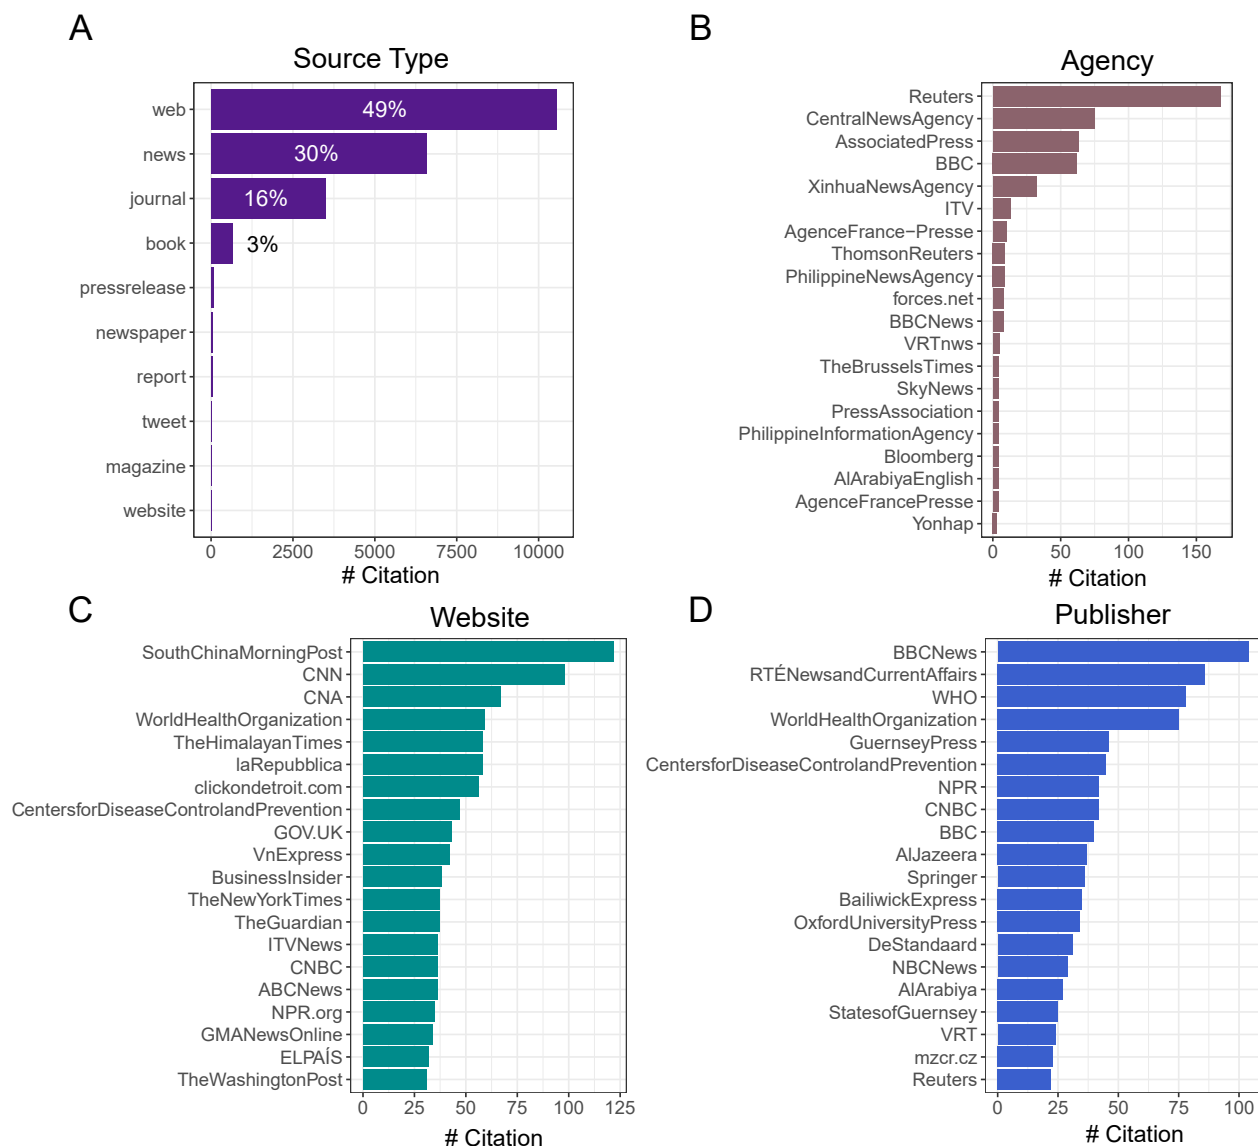 A
Source Type
web
49%
news
30%
journal
16%
book
3%
pressrelease
newspaper
report
tweet
magazine
website
0 2500 5000 7500 10000
# Citation
B
Agency
Reuters
CentralNewsAgency
AssociatedPress
BBC
XinhuaNewsAgency
ITV
AgenceFrance−Presse
ThomsonReuters
PhilippineNewsAgency
forces.net
BBCNews
VRTnws
TheBrusselsTimes
SkyNews
PressAssociation
PhilippineInformationAgency
Bloomberg
AlArabiyaEnglish
AgenceFrancePresse
Yonhap
0 50 100 150
# Citation
C
Website
SouthChinaMorningPost
CNN
CNA
WorldHealthOrganization
TheHimalayanTimes
laRepubblica
clickondetroit.com
CentersforDiseaseControlandPrevention
GOV.UK
VnExpress
BusinessInsider
TheNewYorkTimes
TheGuardian
ITVNews
CNBC
ABCNews
NPR.org
GMANewsOnline
ELPAÍS
TheWashingtonPost
0 25 50 75 100 125
# Citation
D
Publisher
BBCNews
RTÉNewsandCurrentAffairs
WHO
WorldHealthOrganization
GuernseyPress
CentersforDiseaseControlandPrevention
NPR
CNBC
BBC
AlJazeera
Springer
BailiwickExpress
OxfordUniversityPress
DeStandaard
NBCNews
AlArabiya
StatesofGuernsey
VRT
mzcr.cz
Reuters
0 25 50 75 100
# Citation